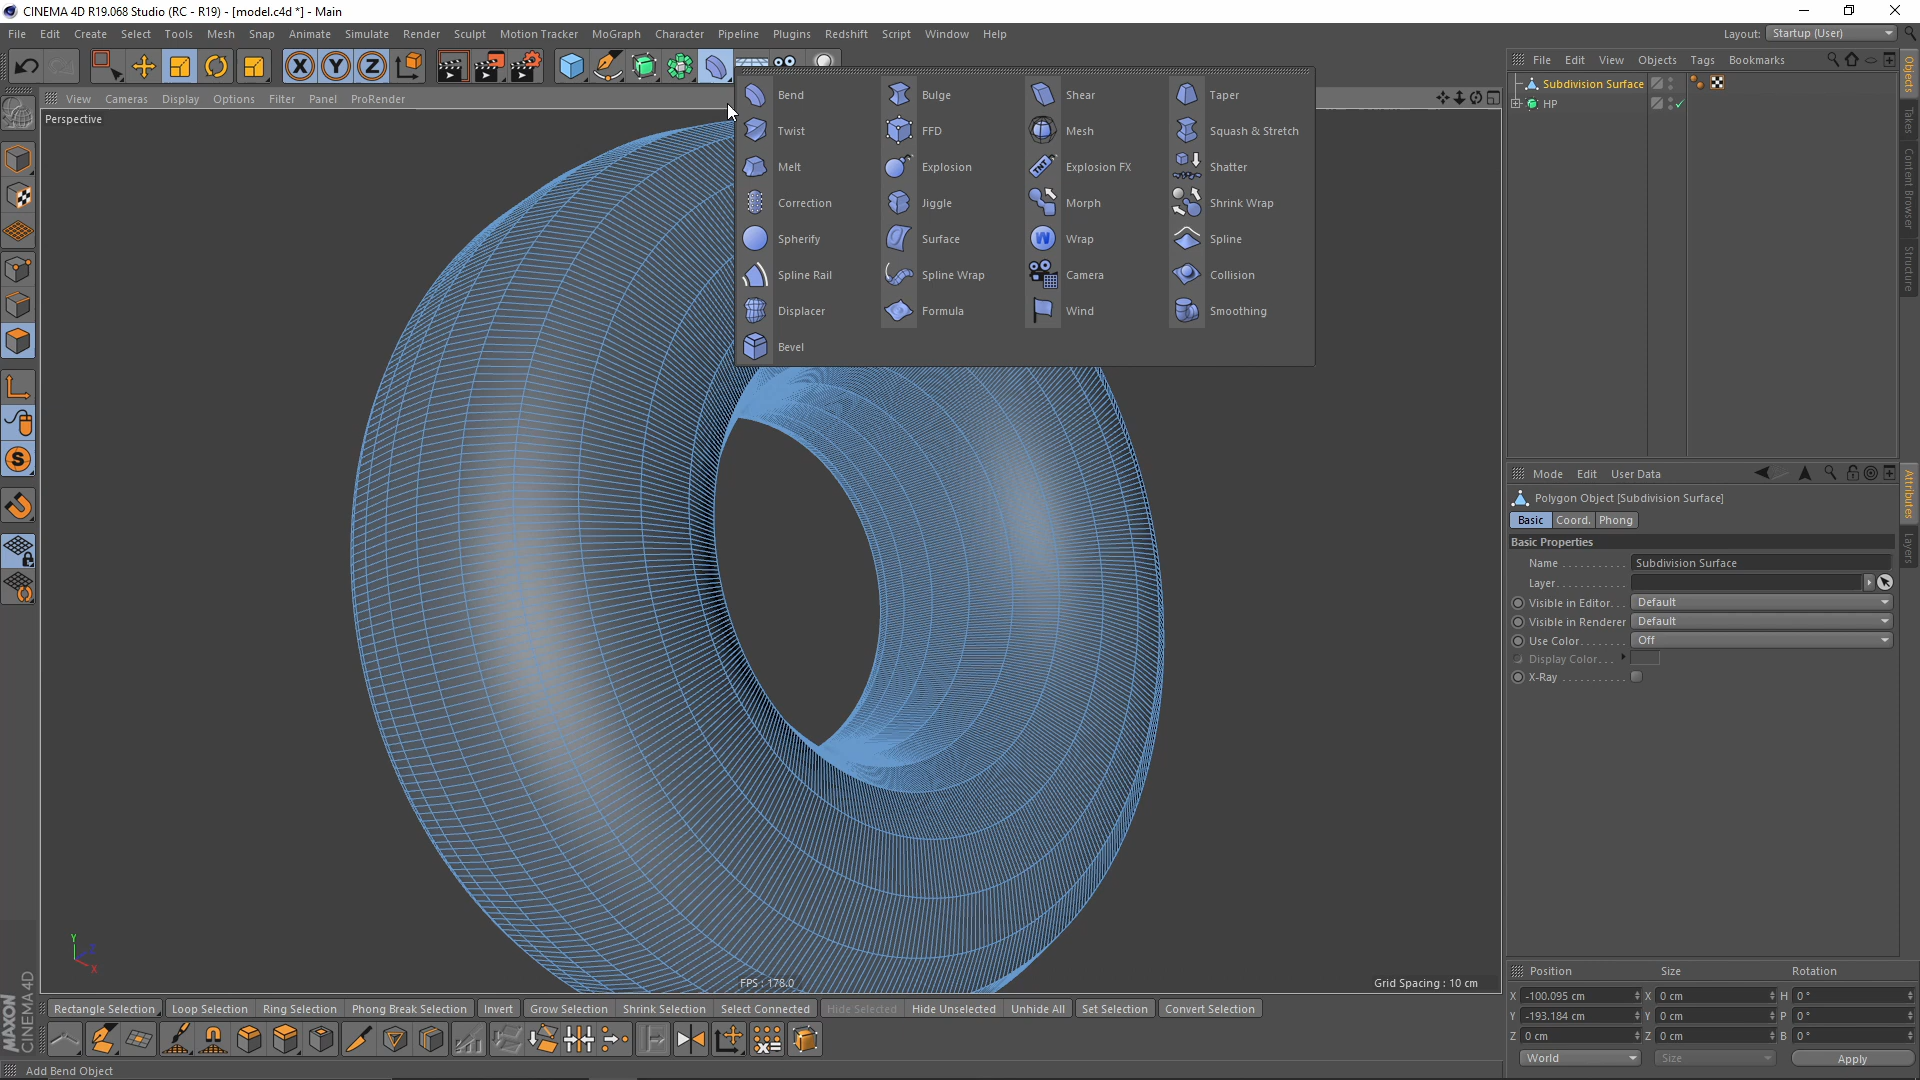 CINEMA 4D R19.068 Studio (RC - R19) - [model.c4d *] - Main
File Edit Create Select Tools Mesh Snap Animate Simulate Render Sculpt Motion Tracker MoGraph Character Pipeline Plugins Redshift Script Window Help
Layout: Startup (User)
File Edit View Objects Tags Bookmarks
View Cameras Display Options Filter Panel ProRender
Perspective
Bend Bulge Shear Taper
Twist FFD Mesh Squash & Stretch
Melt Explosion Explosion FX Shatter
Correction Jiggle Morph Shrink Wrap
Spherify Surface Wrap Spline
Spline Rail Spline Wrap Camera Collision
Displacer Formula Wind Smoothing
Bevel
Subdivision Surface
HP
Objects
Takes
Content Browser
Structure
Mode Edit User Data
Polygon Object [Subdivision Surface]
Basic Coord. Phong
Basic Properties
Name . . . . . . . . . . . Subdivision Surface
Layer. . . . . . . . . . . .
Visible in Editor. . . Default
Visible in Renderer Default
Use Color. . . . . . . . Off
Display Color. . .
X-Ray . . . . . . . . . . .
Attributes
Layers
Y
Z
X
FPS : 178.0
Grid Spacing : 10 cm
Rectangle Selection Loop Selection Ring Selection Phong Break Selection Invert Grow Selection Shrink Selection Select Connected Hide Selected Hide Unselected Unhide All Set Selection Convert Selection
Position Size Rotation
X -100.095 cm X 0 cm H 0 °
Y -193.184 cm Y 0 cm P 0 °
Z 0 cm Z 0 cm B 0 °
World Size Apply
MAXON
CINEMA 4D
Add Bend Object